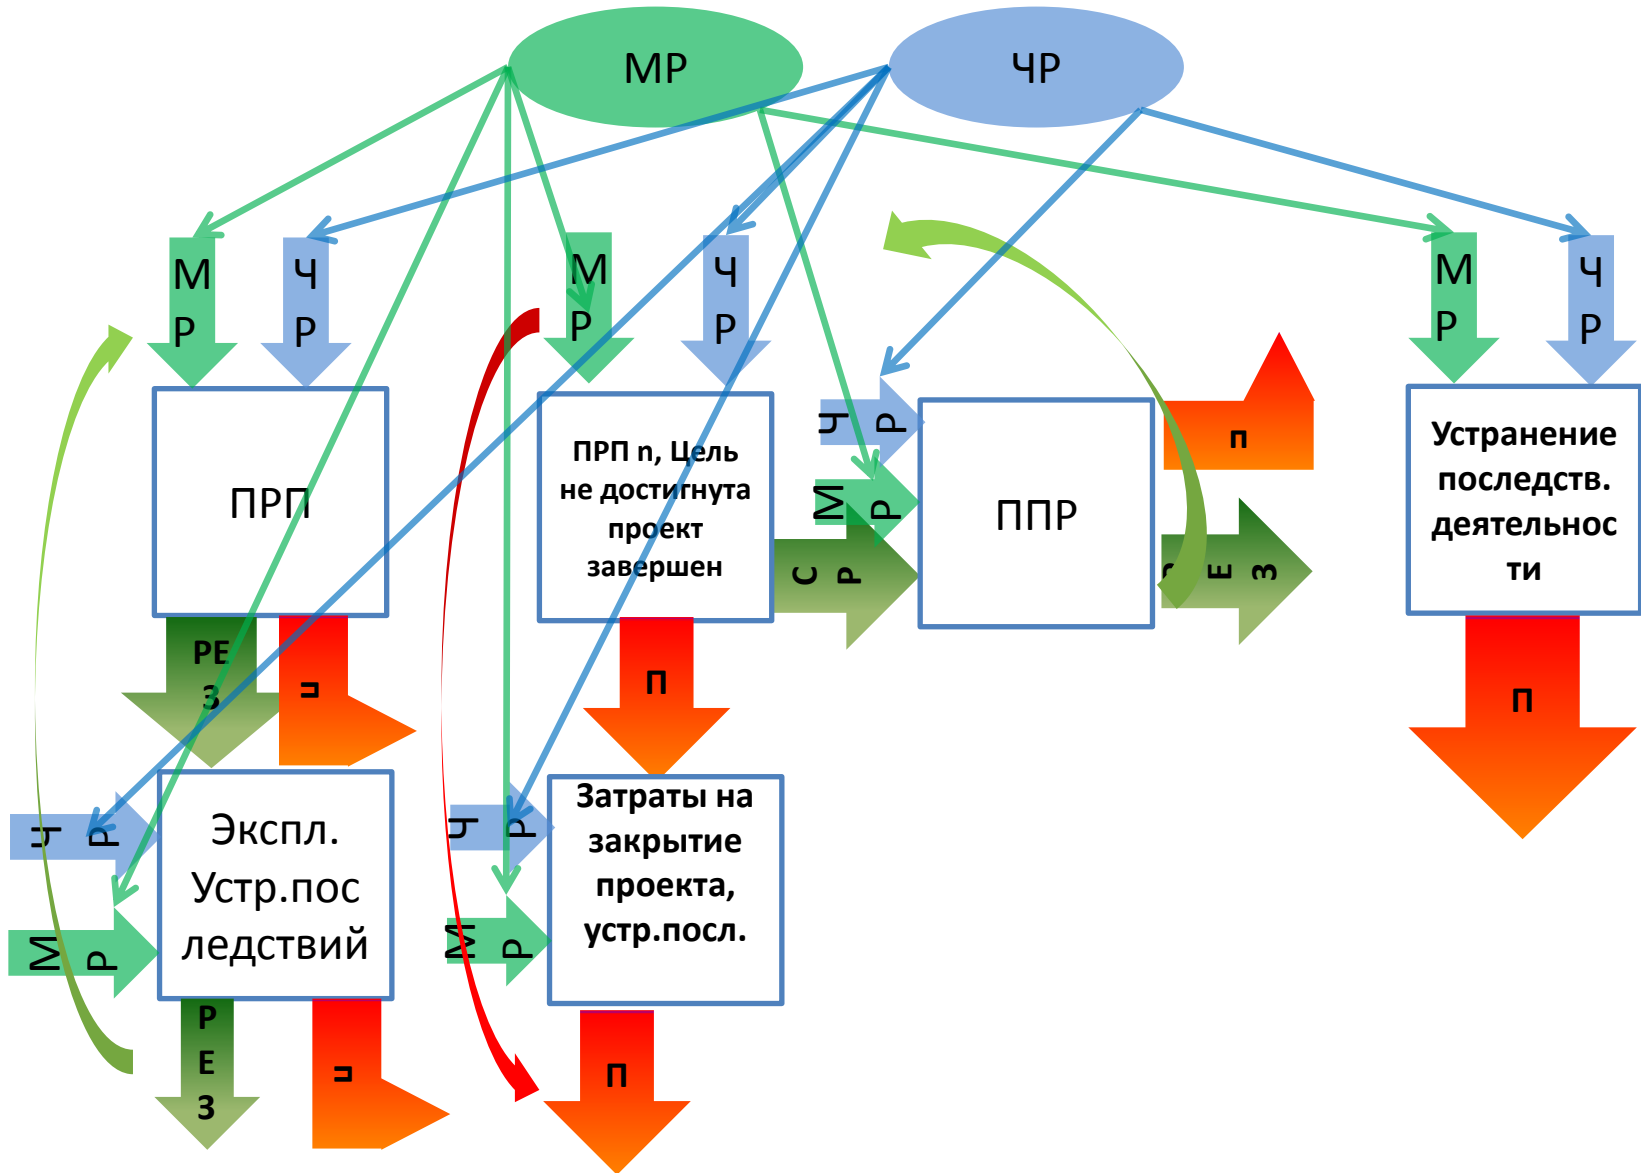 МР
ЧР
М
Р
Ч
Р
М
Р
Ч
Р
М
Р
Ч
Р
ПРП
ПРП n, Цель
не достигнута
проект
завершен
Ч
Р
М
Р
С
Р
ППР
п
Е
З
Устранение
последств.
деятельнос
ти
РЕ
З
п
П
П
Ч
Р
М
Р
Экспл.
Устр.пос
ледствий
Ч
Р
М
Р
Затраты на
закрытие
проекта,
устр.посл.
Р
Е
З
п
П